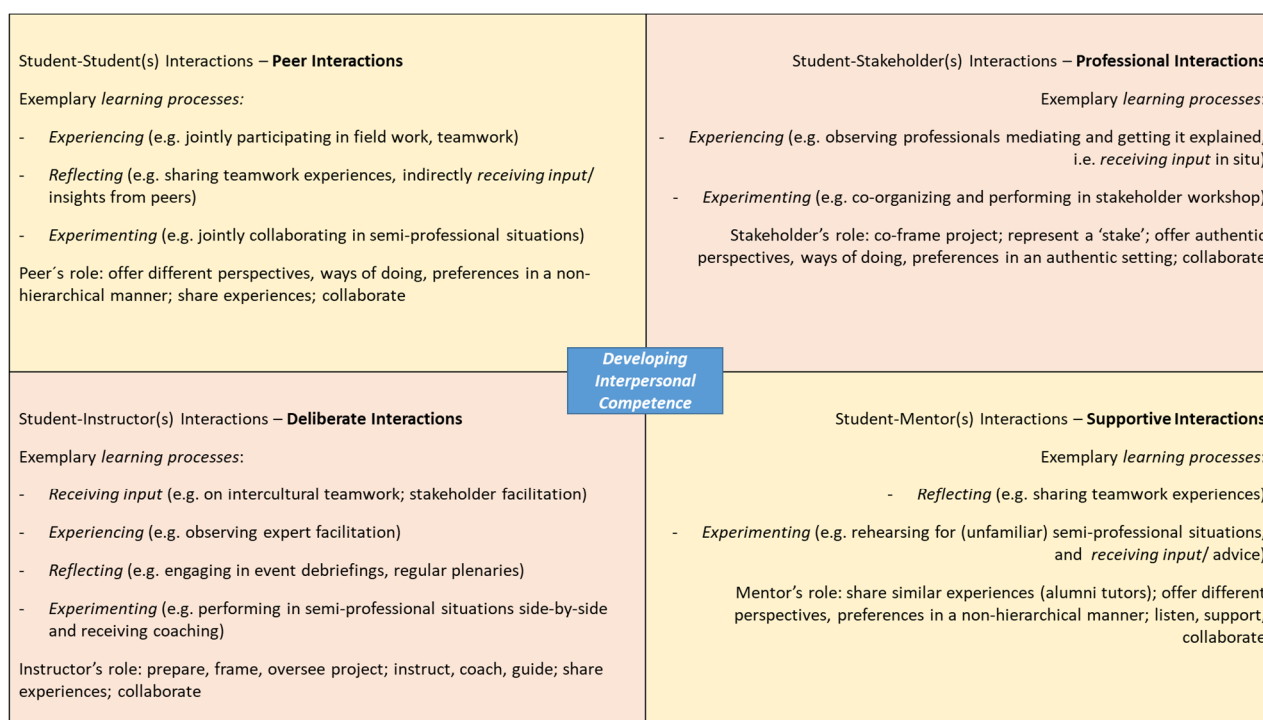 Student-Student(s) Interactions – Peer Interactions
Exemplary learning processes:
- Experiencing (e.g. jointly participating in field work, teamwork)
- Reflecting (e.g. sharing teamwork experiences, indirectly receiving input/
insights from peers)
- Experimenting (e.g. jointly collaborating in semi-professional situations)
Peer´s role: offer different perspectives, ways of doing, preferences in a non-
hierarchical manner; share experiences; collaborate
Student-Stakeholder(s) Interactions – Professional Interactions
Exemplary learning processes:
- Experiencing (e.g. observing professionals mediating and getting it explained,
i.e. receiving input in situ)
- Experimenting (e.g. co-organizing and performing in stakeholder workshop)
Stakeholder’s role: co-frame project; represent a ‘stake’; offer authentic
perspectives, ways of doing, preferences in an authentic setting; collaborate
Developing
Interpersonal
Competence
Student-Instructor(s) Interactions – Deliberate Interactions
Exemplary learning processes:
- Receiving input (e.g. on intercultural teamwork; stakeholder facilitation)
- Experiencing (e.g. observing expert facilitation)
- Reflecting (e.g. engaging in event debriefings, regular plenaries)
- Experimenting (e.g. performing in semi-professional situations side-by-side
and receiving coaching)
Instructor’s role: prepare, frame, oversee project; instruct, coach, guide; share
experiences; collaborate
Student-Mentor(s) Interactions – Supportive Interactions
Exemplary learning processes:
- Reflecting (e.g. sharing teamwork experiences)
- Experimenting (e.g. rehearsing for (unfamiliar) semi-professional situations,
and receiving input/ advice)
Mentor’s role: share similar experiences (alumni tutors); offer different
perspectives, preferences in a non-hierarchical manner; listen, support,
collaborate